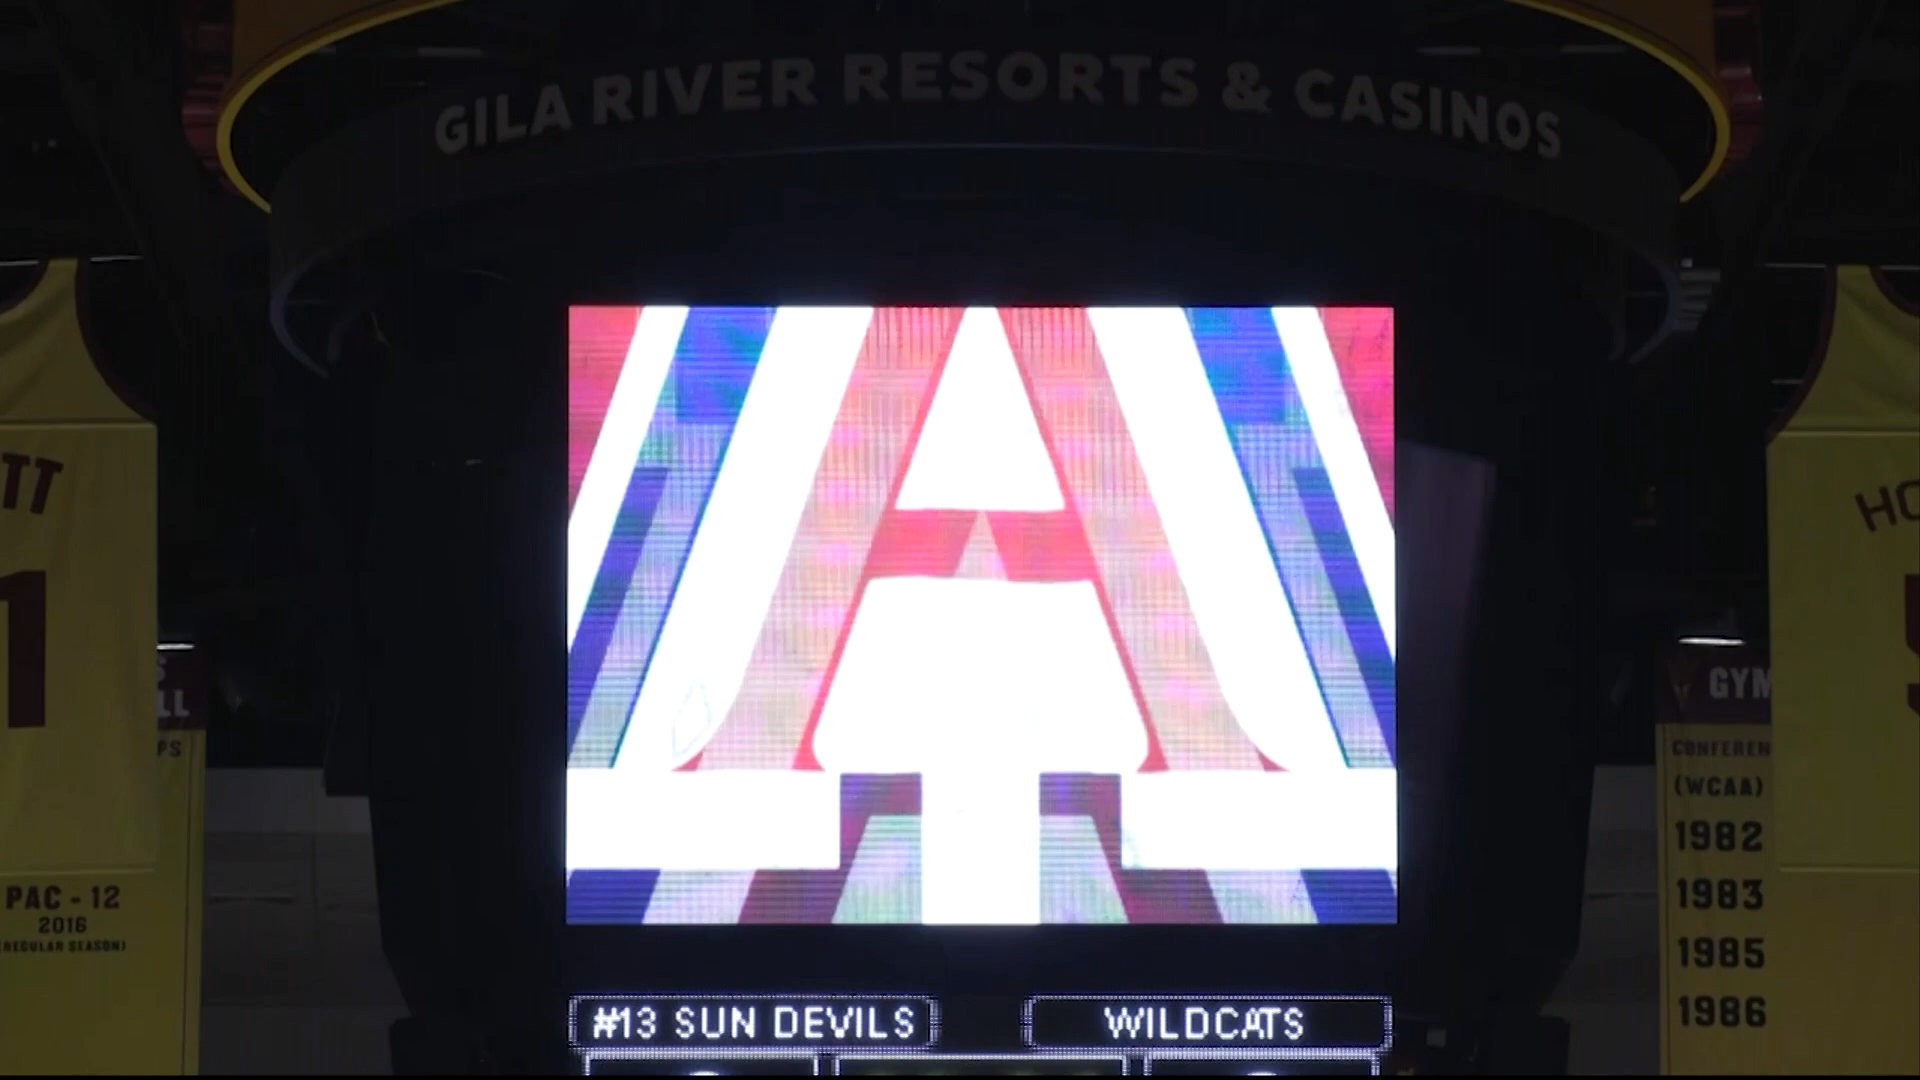 GILA RIVER RESORTS & CASINOS
TT
1
PAC - 12
2016
(REGULAR SEASON)
A
#13 SUN DEVILS
WILDCATS
HO
GYM
CONFEREN
(WCAA)
1982
1983
1985
1986